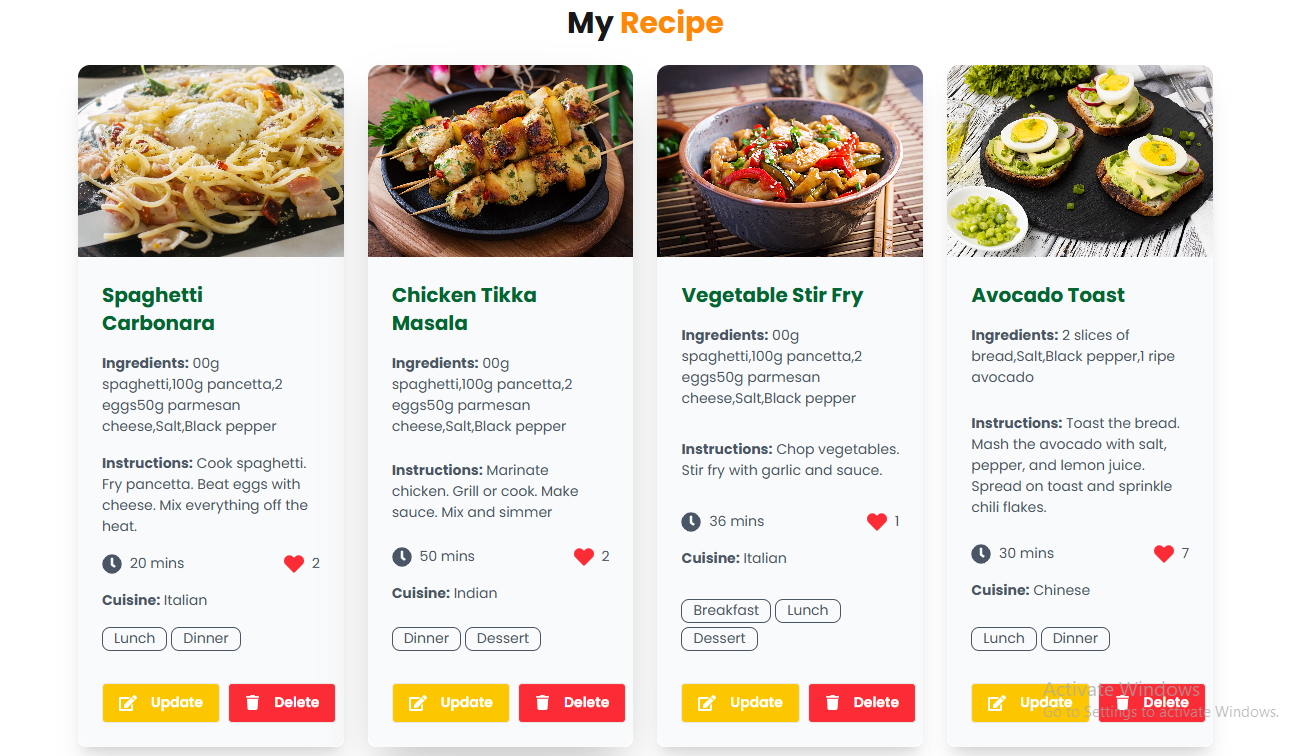 My Recipe
Spaghetti
Carbonara
Ingredients: 00g
spaghetti,100g pancetta,2
eggs50g parmesan
cheese,Salt,Black pepper
Instructions: Cook spaghetti.
Fry pancetta. Beat eggs with
cheese. Mix everything off the
heat.
20 mins
2
Cuisine: Italian
Lunch
Dinner
Update
Delete
Chicken Tikka
Masala
Ingredients: 00g
spaghetti,100g pancetta,2
eggs50g parmesan
cheese,Salt,Black pepper
Instructions: Marinate
chicken. Grill or cook. Make
sauce. Mix and simmer
50 mins
2
Cuisine: Indian
Dinner
Dessert
Update
Delete
Vegetable Stir Fry
Ingredients: 00g
spaghetti,100g pancetta,2
eggs50g parmesan
cheese,Salt,Black pepper
Instructions: Chop vegetables.
Stir fry with garlic and sauce.
36 mins
1
Cuisine: Italian
Breakfast
Lunch
Dessert
Update
Delete
Avocado Toast
Ingredients: 2 slices of
bread,Salt,Black pepper,1 ripe
avocado
Instructions: Toast the bread.
Mash the avocado with salt,
pepper, and lemon juice.
Spread on toast and sprinkle
chili flakes.
30 mins
7
Cuisine: Chinese
Lunch
Dinner
Update
Delete
Activate Windows
Go to Settings to activate Windows.